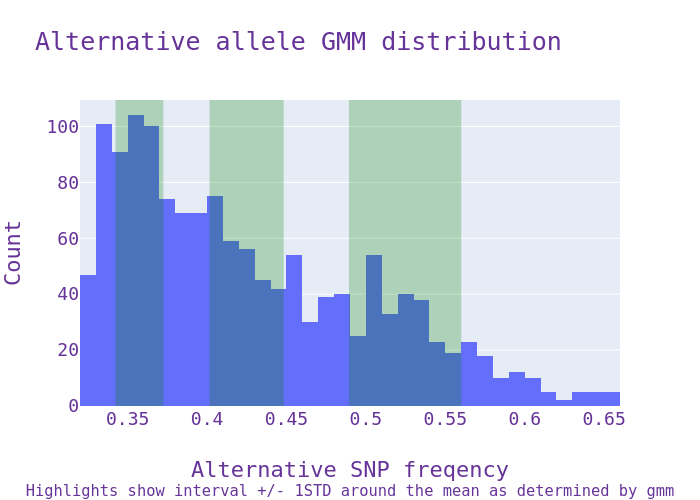 Alternative allele GMM distribution
100
80
60
40
20
0
Count
0.35 0.4 0.45 0.5 0.55 0.6 0.65
Alternative SNP freqency
Highlights show interval +/- 1STD around the mean as determined by gmm